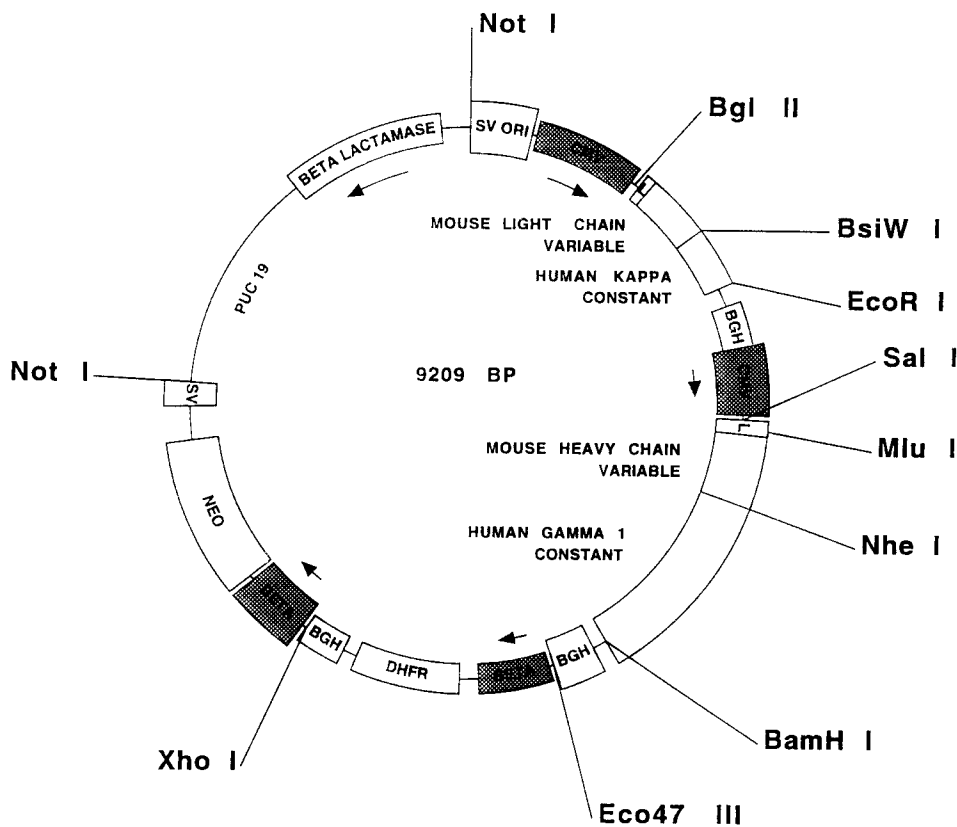 Not I
Bgl II
SV ORI
CMV
BETA LACTAMASE
L
BsiW I
MOUSE LIGHT CHAIN
VARIABLE
HUMAN KAPPA
CONSTANT
PUC 19
EcoR I
BGH
Sal I
Not I
SV
9209 BP
CMV
L
Mlu I
MOUSE HEAVY CHAIN
VARIABLE
NEO
HUMAN GAMMA 1
CONSTANT
Nhe I
BETA
BGH
DHFR
BETA
BGH
BamH I
Xho I
Eco47 III